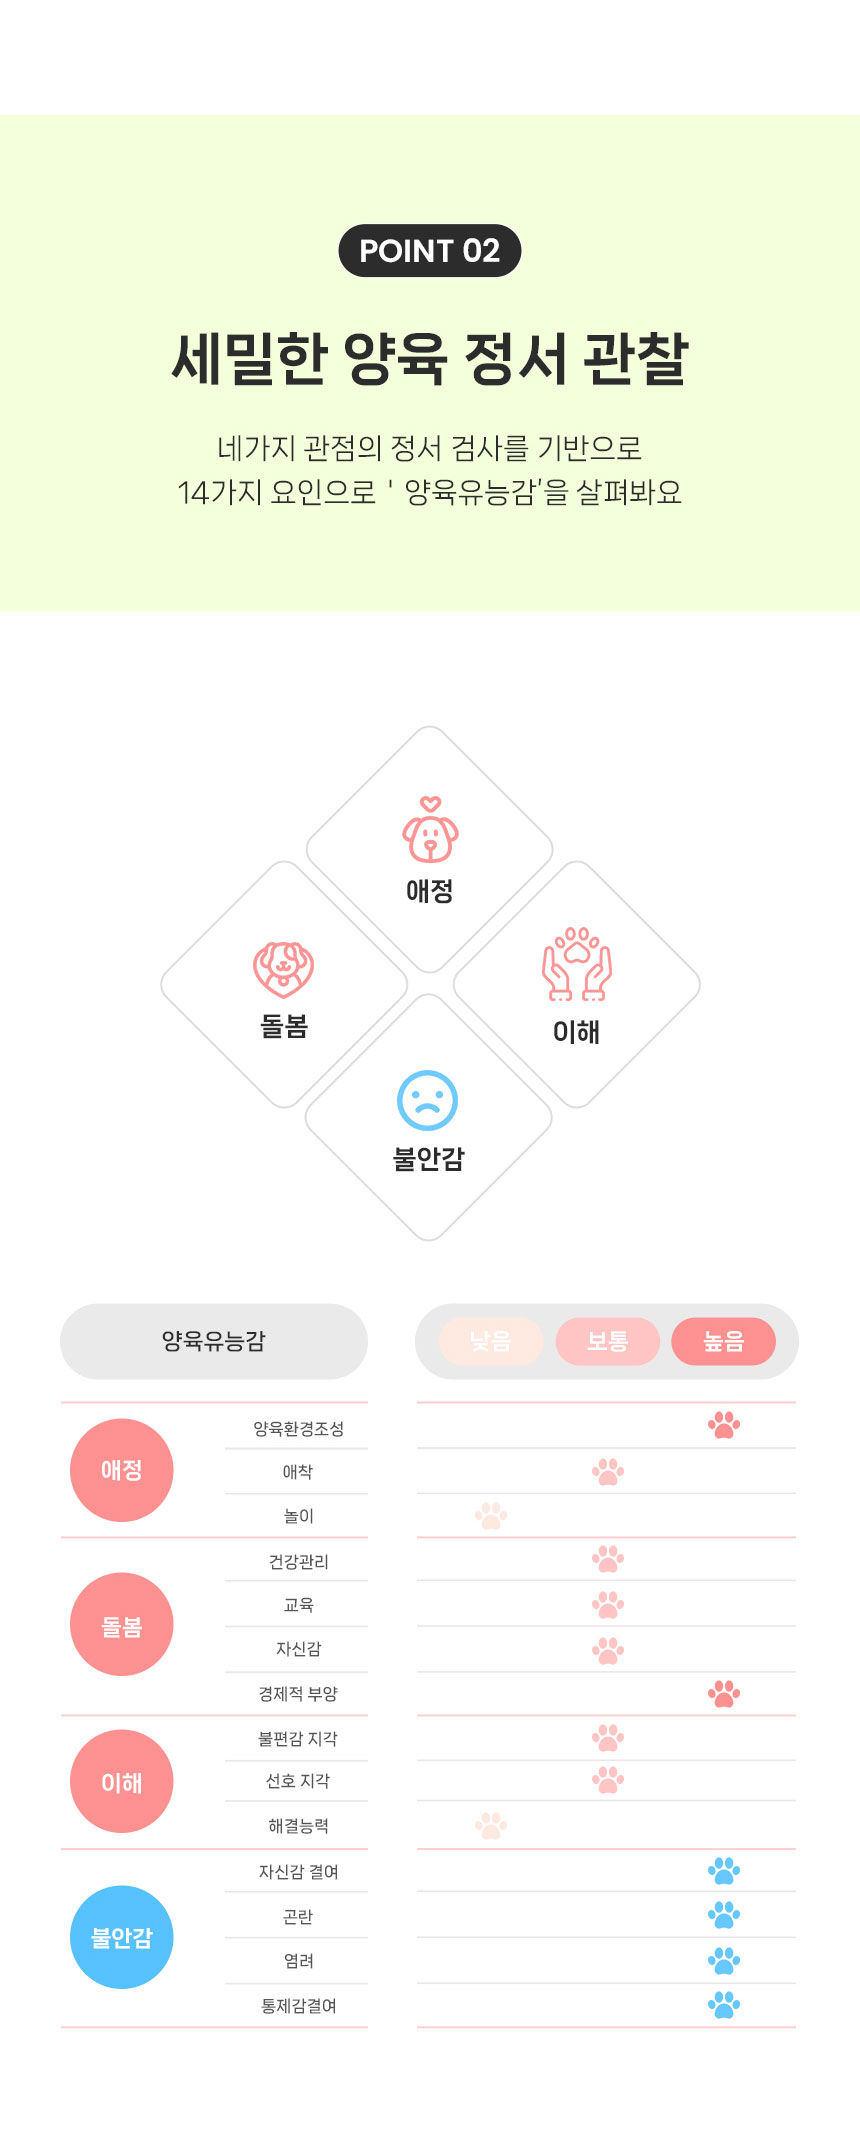 POINT 02
세밀한 양육 정서 관찰
네가지 관점의 정서 검사를 기반으로
14가지 요인으로 ' 양육유능감'을 살펴봐요
애정
돌봄
이해
불안감
양육유능감
낮음 보통 높음
애정
양육환경조성
애착
놀이
돌봄
건강관리
교육
자신감
경제적 부양
이해
불편감 지각
선호 지각
해결능력
불안감
자신감 결여
곤란
염려
통제감결여